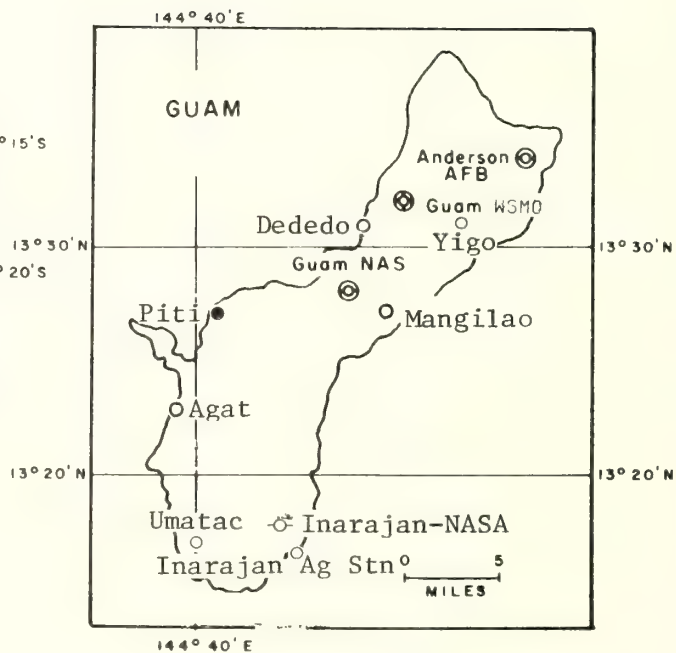 144° 40' E
GUAM
°15'S
Anderson
AFB
Guam WSMO
Dededo
Yigo
13° 30' N
13° 30' N
°20'S
Guam NAS
Piti
Mangilao
Agat
13° 20' N
13° 20' N
Umatac
Inarajan-NASA
Inarajan Ag Stn
0 5
MILES
144° 40' E